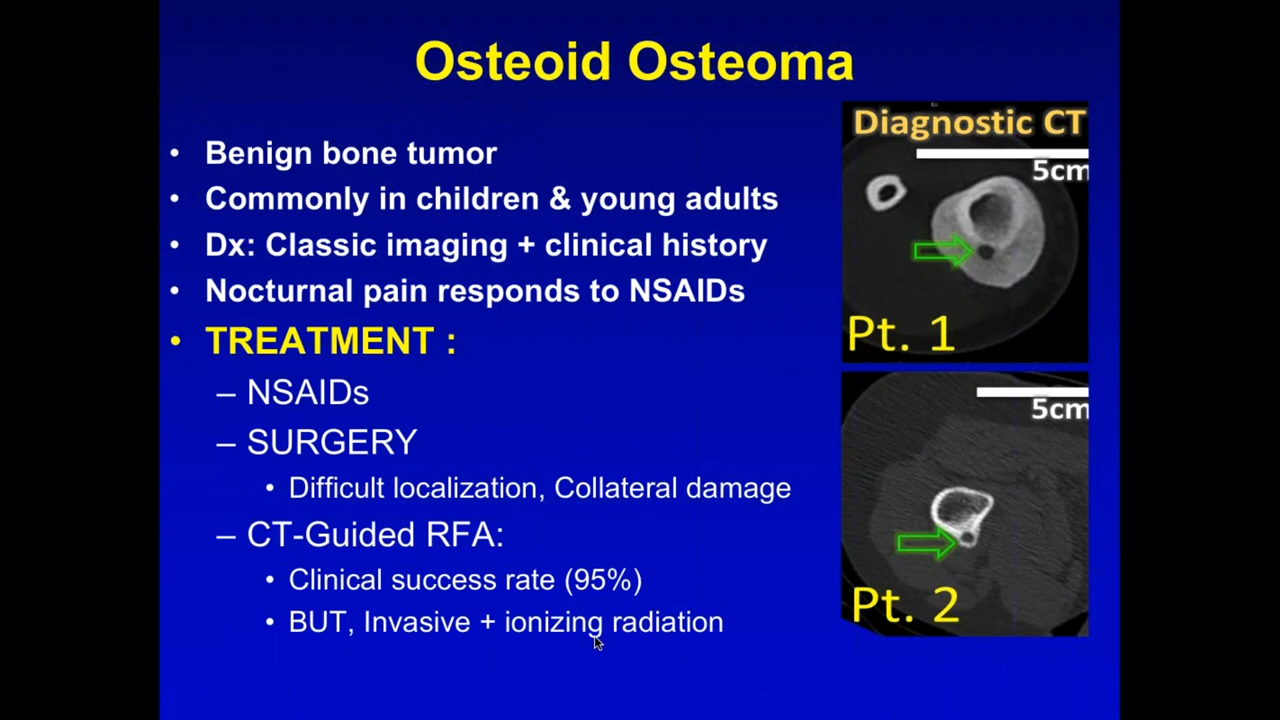 Osteoid Osteoma
• Benign bone tumor
• Commonly in children & young adults
• Dx: Classic imaging + clinical history
• Nocturnal pain responds to NSAIDs
• TREATMENT :
– NSAIDs
– SURGERY
• Difficult localization, Collateral damage
– CT-Guided RFA:
• Clinical success rate (95%)
• BUT, Invasive + ionizing radiation
Diagnostic CT
5cm
Pt. 1
5cm
Pt. 2